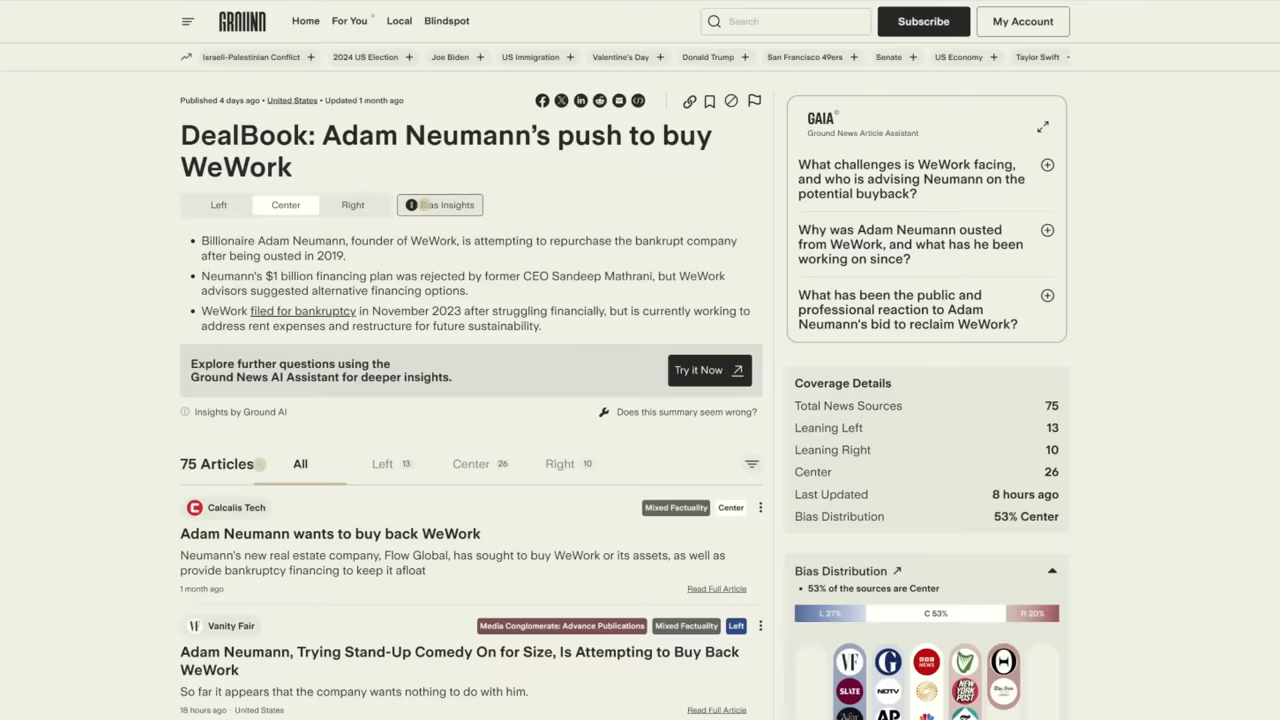 GROUND
Home
For You
Local
Blindspot
Search
Subscribe
My Account
Israeli-Palestinian Conflict +
2024 US Election +
Joe Biden +
US Immigration +
Valentine's Day +
Donald Trump +
San Francisco 49ers +
Senate +
US Economy +
Taylor Swift
Published 4 days ago • United States • Updated 1 month ago
DealBook: Adam Neumann's push to buy
WeWork
Left
Center
Right
Bias Insights
• Billionaire Adam Neumann, founder of WeWork, is attempting to repurchase the bankrupt company
after being ousted in 2019.
• Neumann's $1 billion financing plan was rejected by former CEO Sandeep Mathrani, but WeWork
advisors suggested alternative financing options.
• WeWork filed for bankruptcy in November 2023 after struggling financially, but is currently working to
address rent expenses and restructure for future sustainability.
Explore further questions using the
Ground News AI Assistant for deeper insights.
Try it Now
Insights by Ground AI
Does this summary seem wrong?
75 Articles
All
Left 13
Center 26
Right 10
Calcalis Tech
Mixed Factuality
Center
Adam Neumann wants to buy back WeWork
Neumann's new real estate company, Flow Global, has sought to buy WeWork or its assets, as well as
provide bankruptcy financing to keep it afloat
1 month ago
Read Full Article
VF
Vanity Fair
Media Conglomerate: Advance Publications
Mixed Factuality
Left
Adam Neumann, Trying Stand-Up Comedy On for Size, Is Attempting to Buy Back
WeWork
So far it appears that the company wants nothing to do with him.
18 hours ago · United States
Read Full Article
GAIA
Ground News Article Assistant
What challenges is WeWork facing,
and who is advising Neumann on the
potential buyback?
Why was Adam Neumann ousted
from WeWork, and what has he been
working on since?
What has been the public and
professional reaction to Adam
Neumann's bid to reclaim WeWork?
Coverage Details
Total News Sources 75
Leaning Left 13
Leaning Right 10
Center 26
Last Updated 8 hours ago
Bias Distribution 53% Center
Bias Distribution
• 53% of the sources are Center
L 27%
C 53%
R 20%
VF
G
BBC NEWS
SLATE
NDTV
NEW YORK POST
AP